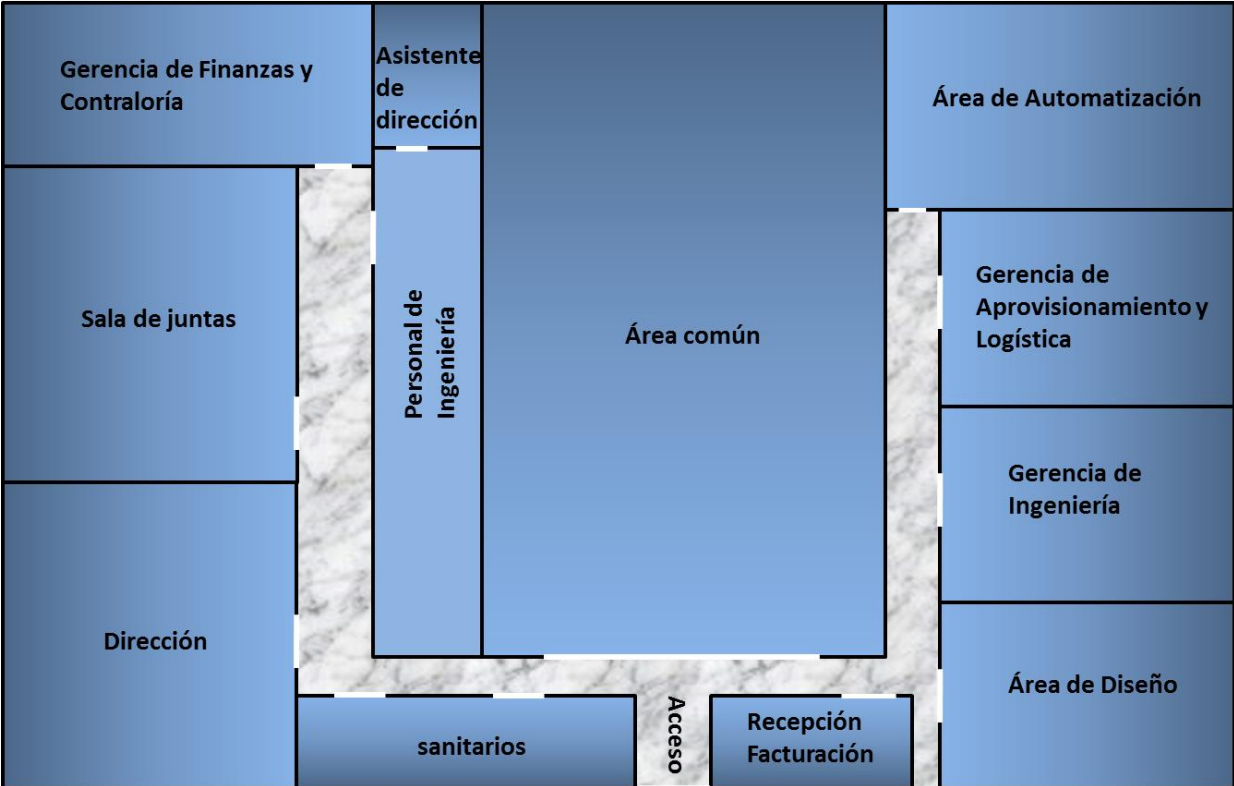 Gerencia de Finanzas y
Contraloría
Asistente
de
dirección
Área de Automatización
Sala de juntas
Personal de
Ingeniería
Área común
Gerencia de
Aprovisionamiento y
Logística
Gerencia de
Ingeniería
Dirección
Área de Diseño
sanitarios
Acceso
Recepción
Facturación